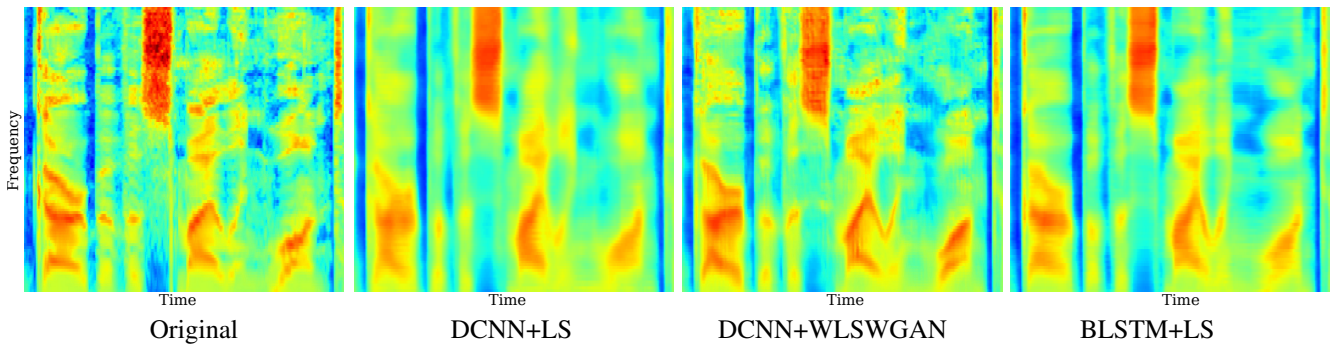 Frequency
Time Time Time Time
Original DCNN+LS DCNN+WLSWGAN BLSTM+LS